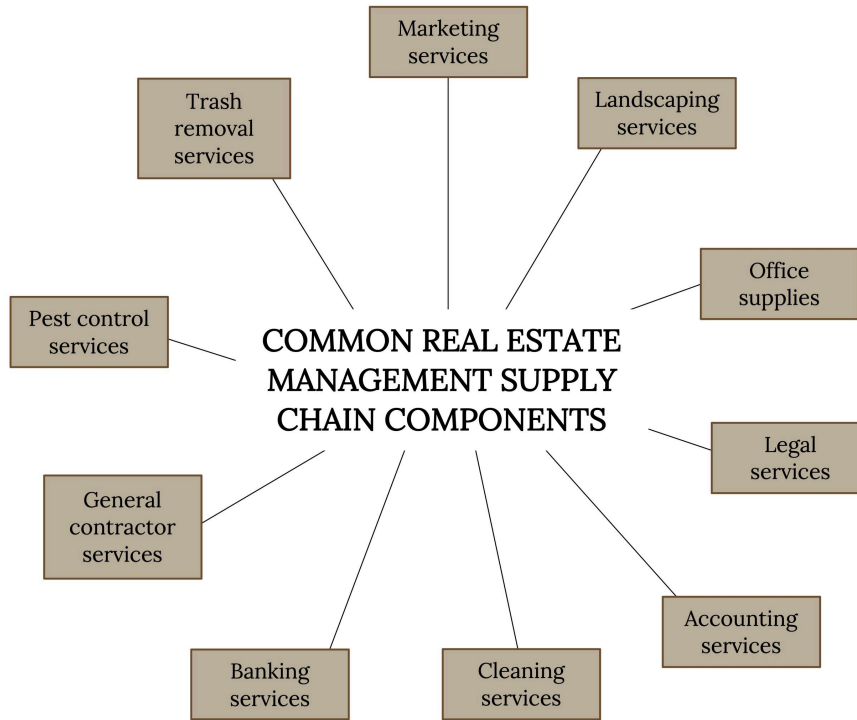 Marketing
services
Trash
removal
services
Landscaping
services
Office
supplies
Pest control
services
COMMON REAL ESTATE
MANAGEMENT SUPPLY
CHAIN COMPONENTS
Legal
services
General
contractor
services
Accounting
services
Banking
services
Cleaning
services